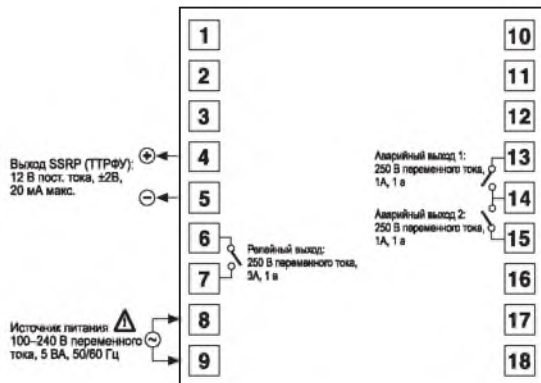 1
2
3
4
5
6
7
8
9
10
11
12
13
14
15
16
17
18
Выход SSRP (ТТРФУ):
12 В пост. тока, ±2В,
20 мА макс.
+
−
Релейный выход:
250 В переменного тока,
3А, 1 а
Источник питания
100–240 В переменного
тока, 5 ВА, 50/60 Гц
Аварийный выход 1:
250 В переменного тока,
1А, 1 а
Аварийный выход 2:
250 В переменного тока,
1А, 1 а